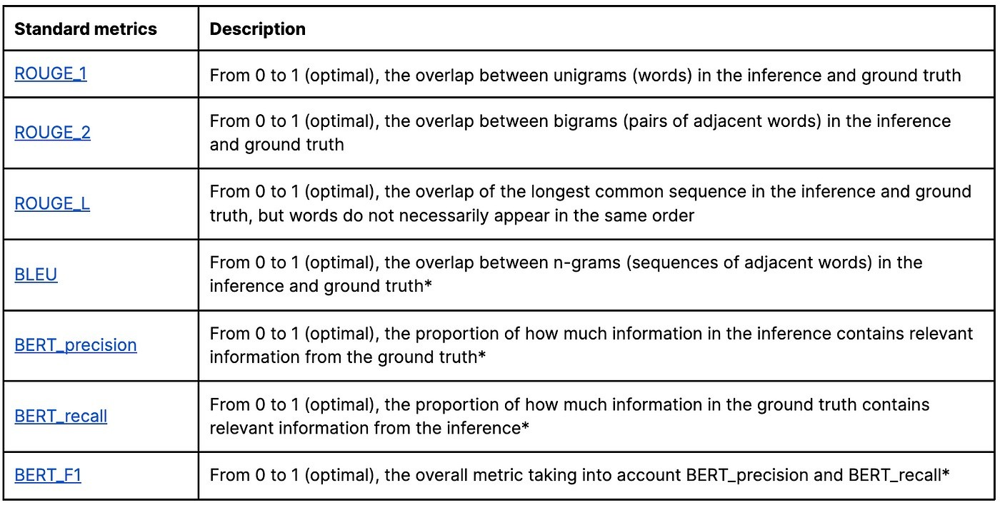 Standard metrics
Description
ROUGE_1
From 0 to 1 (optimal), the overlap between unigrams (words) in the inference and ground truth
ROUGE_2
From 0 to 1 (optimal), the overlap between bigrams (pairs of adjacent words) in the inference
and ground truth
ROUGE_L
From 0 to 1 (optimal), the overlap of the longest common sequence in the inference and ground
truth, but words do not necessarily appear in the same order
BLEU
From 0 to 1 (optimal), the overlap between n-grams (sequences of adjacent words) in the
inference and ground truth*
BERT_precision
From 0 to 1 (optimal), the proportion of how much information in the inference contains relevant
information from the ground truth*
BERT_recall
From 0 to 1 (optimal), the proportion of how much information in the ground truth contains
relevant information from the inference*
BERT_F1
From 0 to 1 (optimal), the overall metric taking into account BERT_precision and BERT_recall*